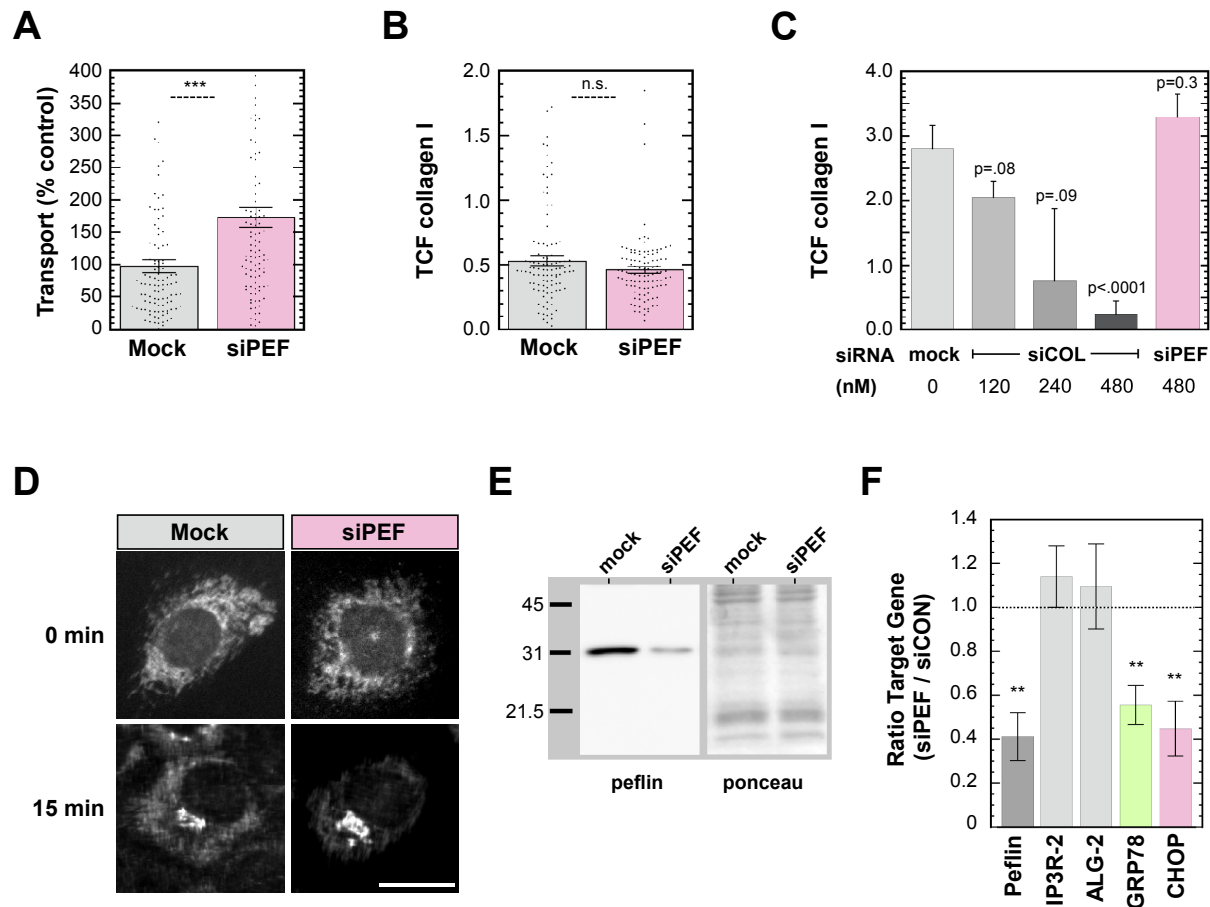 A
Transport (% control)
400
350
300
250
200
150
100
50
0
***
Mock
siPEF
B
TCF collagen I
2.0
1.5
1.0
0.5
0.0
n.s.
Mock
siPEF
C
TCF collagen I
4.0
3.0
2.0
1.0
0.0
p=.08
p=.09
p<.0001
p=0.3
siRNA mock siCOL siPEF
(nM) 0 120 240 480 480
D
Mock siPEF
0 min
15 min
E
mock siPEF mock siPEF
45
31
21.5
peflin ponceau
F
Ratio Target Gene
(siPEF / siCON)
1.4
1.2
1.0
0.8
0.6
0.4
0.2
0
**
**
**
Peflin
IP3R-2
ALG-2
GRP78
CHOP